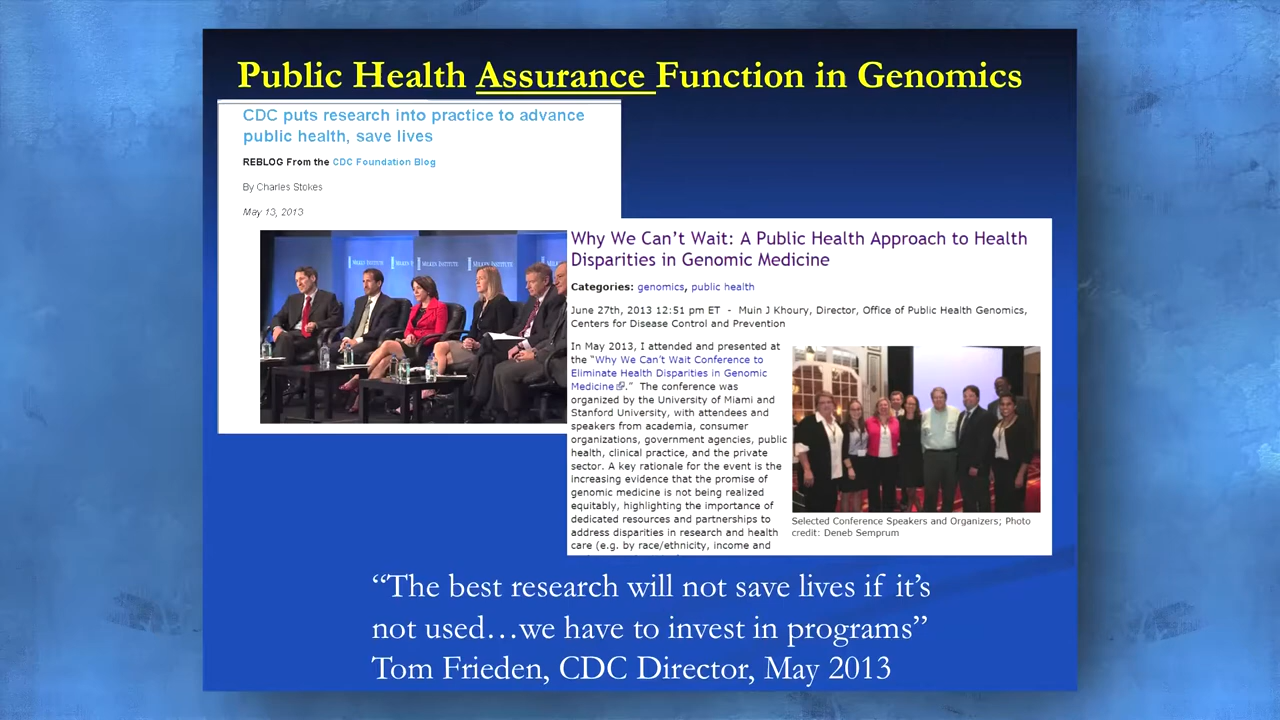 Public Health Assurance Function in Genomics
CDC puts research into practice to advance
public health, save lives
REBLOG From the CDC Foundation Blog
By Charles Stokes
May 13, 2013
MILKEN INSTITUTE
MILKEN INSTITUTE
MILKEN INSTITUTE
Why We Can't Wait: A Public Health Approach to Health
Disparities in Genomic Medicine
Categories: genomics, public health
June 27th, 2013 12:51 pm ET - Muin J Khoury, Director, Office of Public Health Genomics,
Centers for Disease Control and Prevention
In May 2013, I attended and presented at
the “Why We Can't Wait Conference to
Eliminate Health Disparities in Genomic
Medicine.” The conference was
organized by the University of Miami and
Stanford University, with attendees and
speakers from academia, consumer
organizations, government agencies, public
health, clinical practice, and the private
sector. A key rationale for the event is the
increasing evidence that the promise of
genomic medicine is not being realized
equitably, highlighting the importance of
dedicated resources and partnerships to
address disparities in research and health
care (e.g. by race/ethnicity, income and
Selected Conference Speakers and Organizers; Photo
credit: Deneb Semprum
“The best research will not save lives if it’s
not used…we have to invest in programs”
Tom Frieden, CDC Director, May 2013